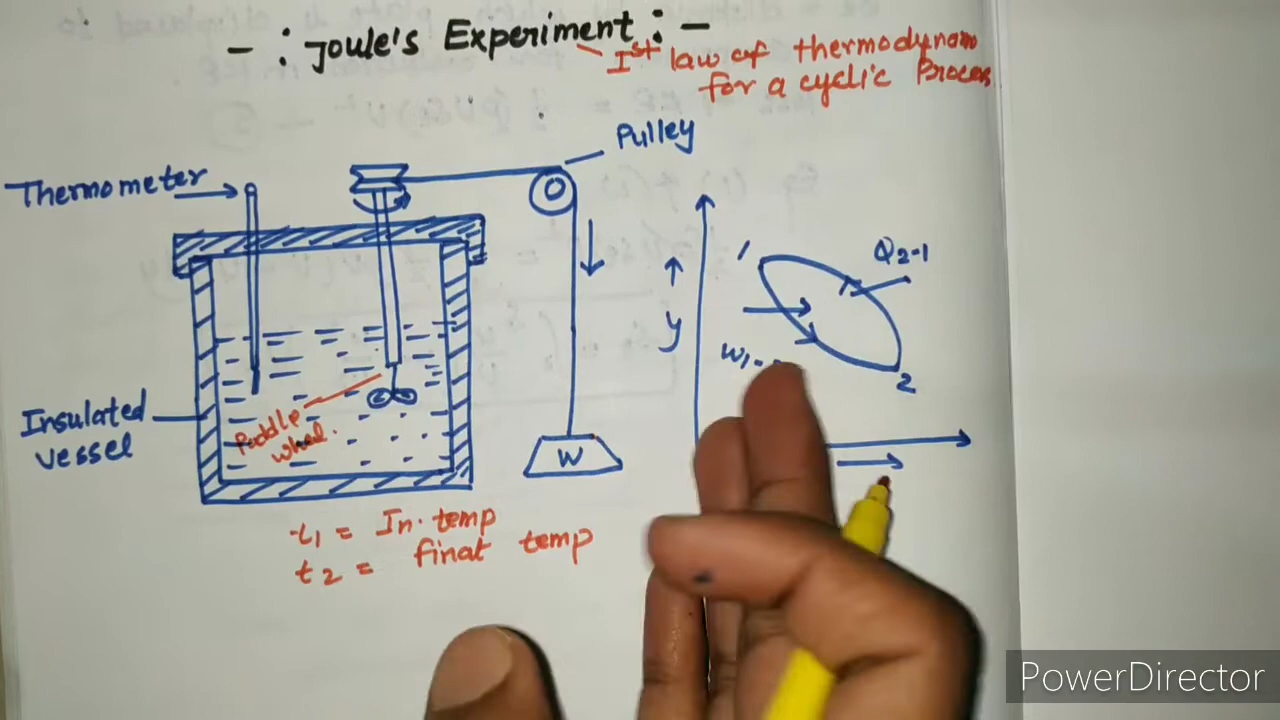 - : Joule's Experiment : -
Ist law of thermodynam
for a cyclic Process
Pulley
Thermometer
1
Q2-1
y
W1-
2
Insulated
vessel
Paddle
wheel.
W
t1 = In. temp
t2 = final temp
PowerDirector